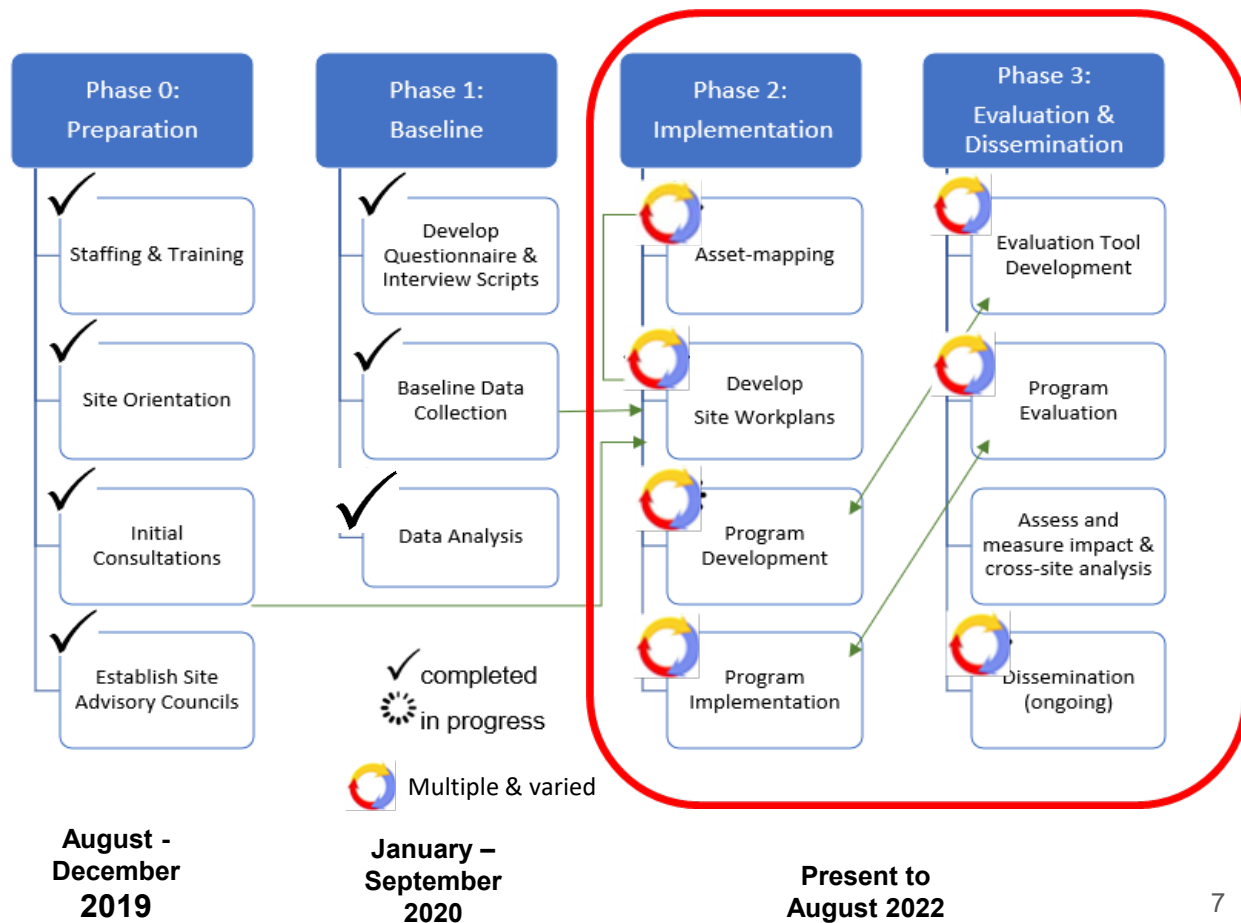 Phase 0:
Preparation
Staffing & Training
Site Orientation
Initial
Consultations
Establish Site
Advisory Councils
Phase 1:
Baseline
Develop
Questionnaire &
Interview Scripts
Baseline Data
Collection
Data Analysis
Phase 2:
Implementation
Asset-mapping
Develop
Site Workplans
Program
Development
Program
Implementation
Phase 3:
Evaluation &
Dissemination
Evaluation Tool
Development
Program
Evaluation
Assess and
measure impact &
cross-site analysis
Dissemination
(ongoing)
completed
in progress
Multiple & varied
August -
December
2019
January –
September
2020
Present to
August 2022
7